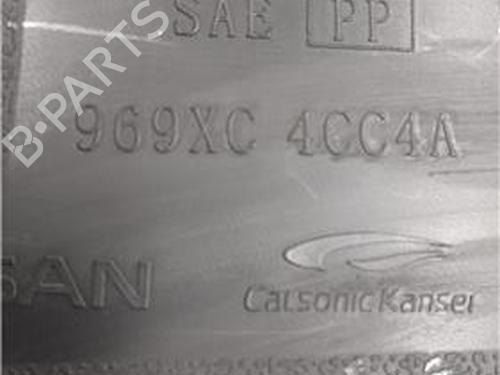 SAE PP
969XC 4CC4A
SAN CalsonicKansei
B-PARTS